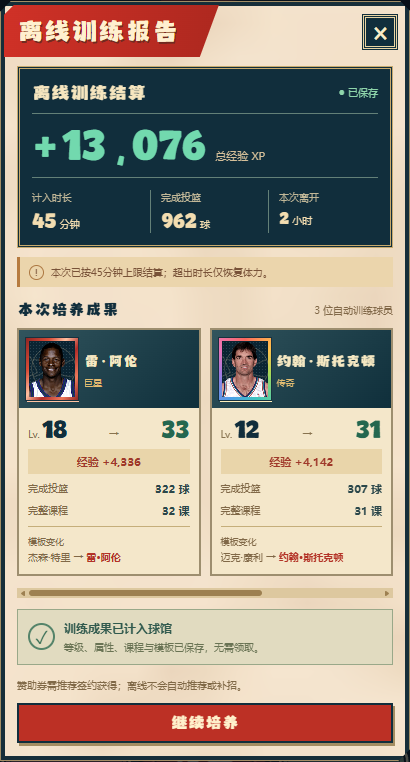 离线训练报告
×
离线训练结算
已保存
+13,076 总经验 XP
计入时长 完成投篮 本次离开
45 分钟 962 球 2 小时
! 本次已按45分钟上限结算；超出时长仅恢复体力。
本次培养成果 3 位自动训练球员
雷·阿伦
巨星
Lv.18 → 33
经验 +4,336
完成投篮 322 球
完整课程 32 课
模板变化
杰森·特里 → 雷·阿伦
约翰·斯托克顿
传奇
Lv.12 → 31
经验 +4,142
完成投篮 307 球
完整课程 31 课
模板变化
迈克·康利 → 约翰·斯托克顿
训练成果已计入球馆
等级、属性、课程与模板已保存，无需领取。
赞助券需推荐签约获得；离线不会自动推荐或补招。
继续培养